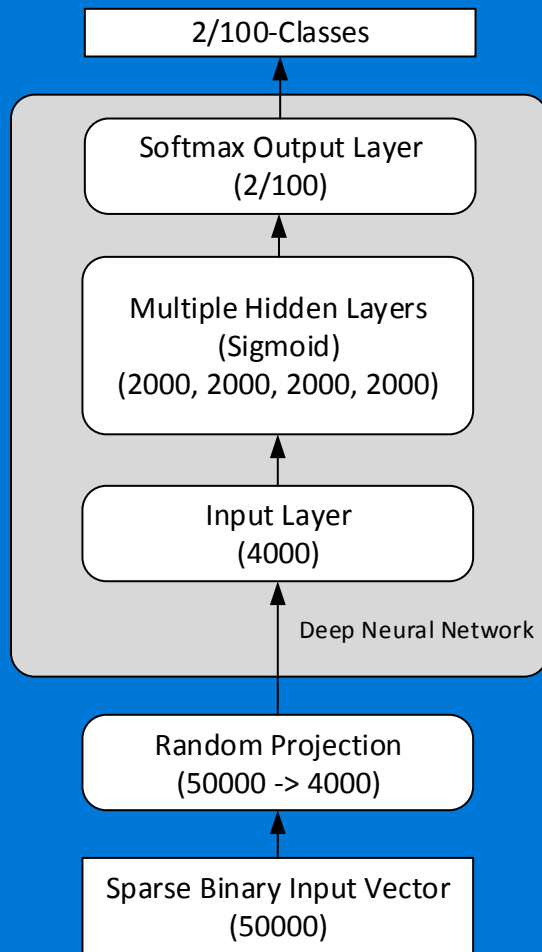 2/100-Classes
Softmax Output Layer
(2/100)
Multiple Hidden Layers
(Sigmoid)
(2000, 2000, 2000, 2000)
Input Layer
(4000)
Deep Neural Network
Random Projection
(50000 -> 4000)
Sparse Binary Input Vector
(50000)